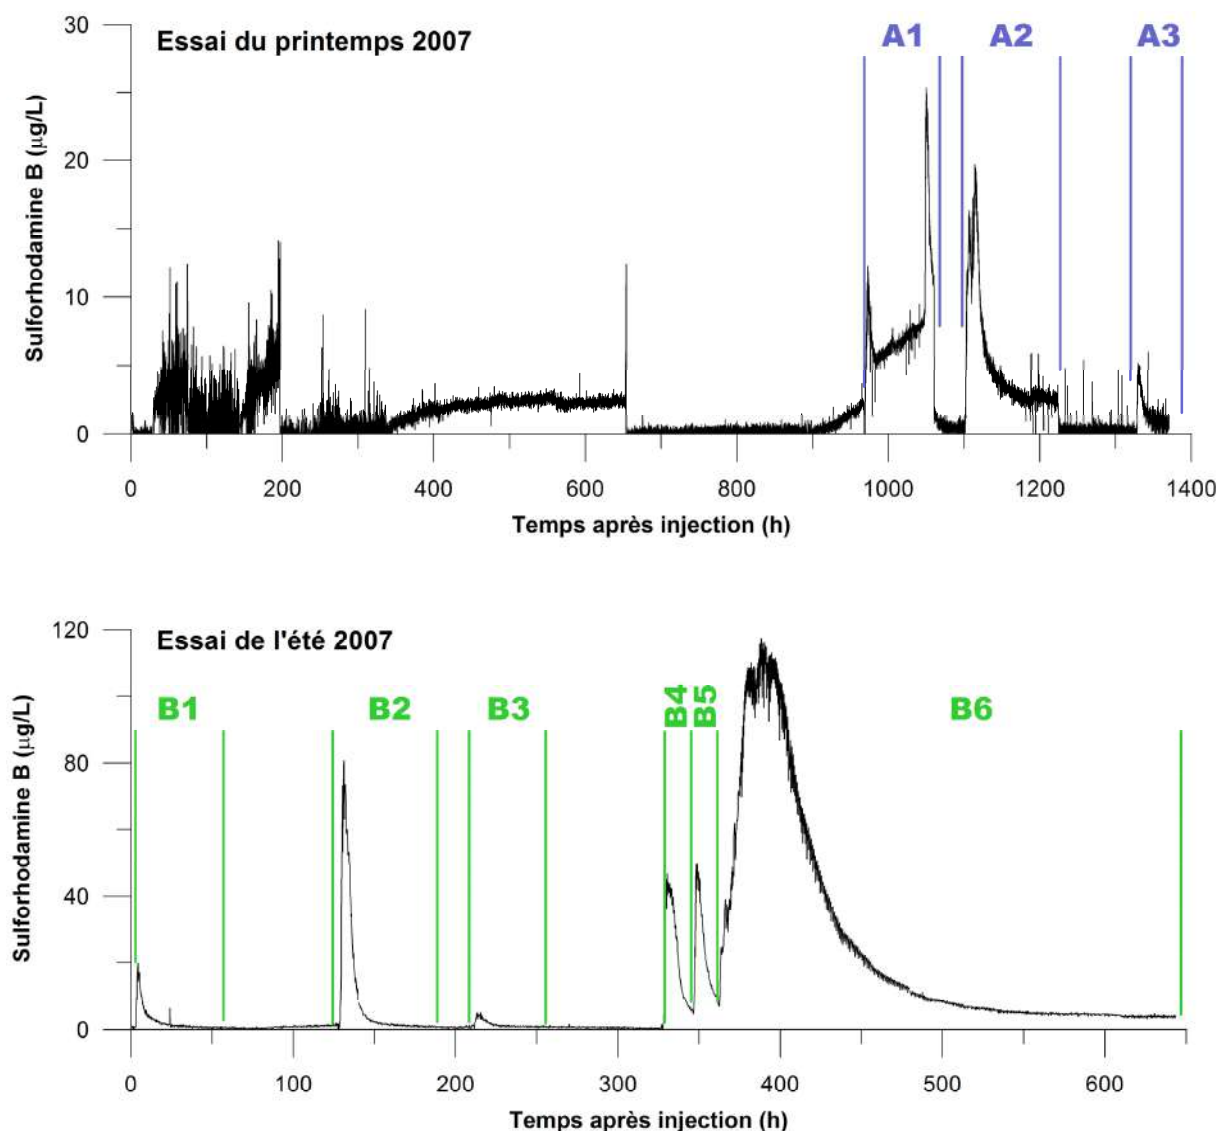 Essai du printemps 2007
A1 A2 A3
Sulforhodamine B (µg/L)
30
20
10
0
0 200 400 600 800 1000 1200 1400
Temps après injection (h)
Essai de l'été 2007
B1 B2 B3 B4 B5 B6
Sulforhodamine B (µg/L)
120
80
40
0
0 100 200 300 400 500 600
Temps après injection (h)